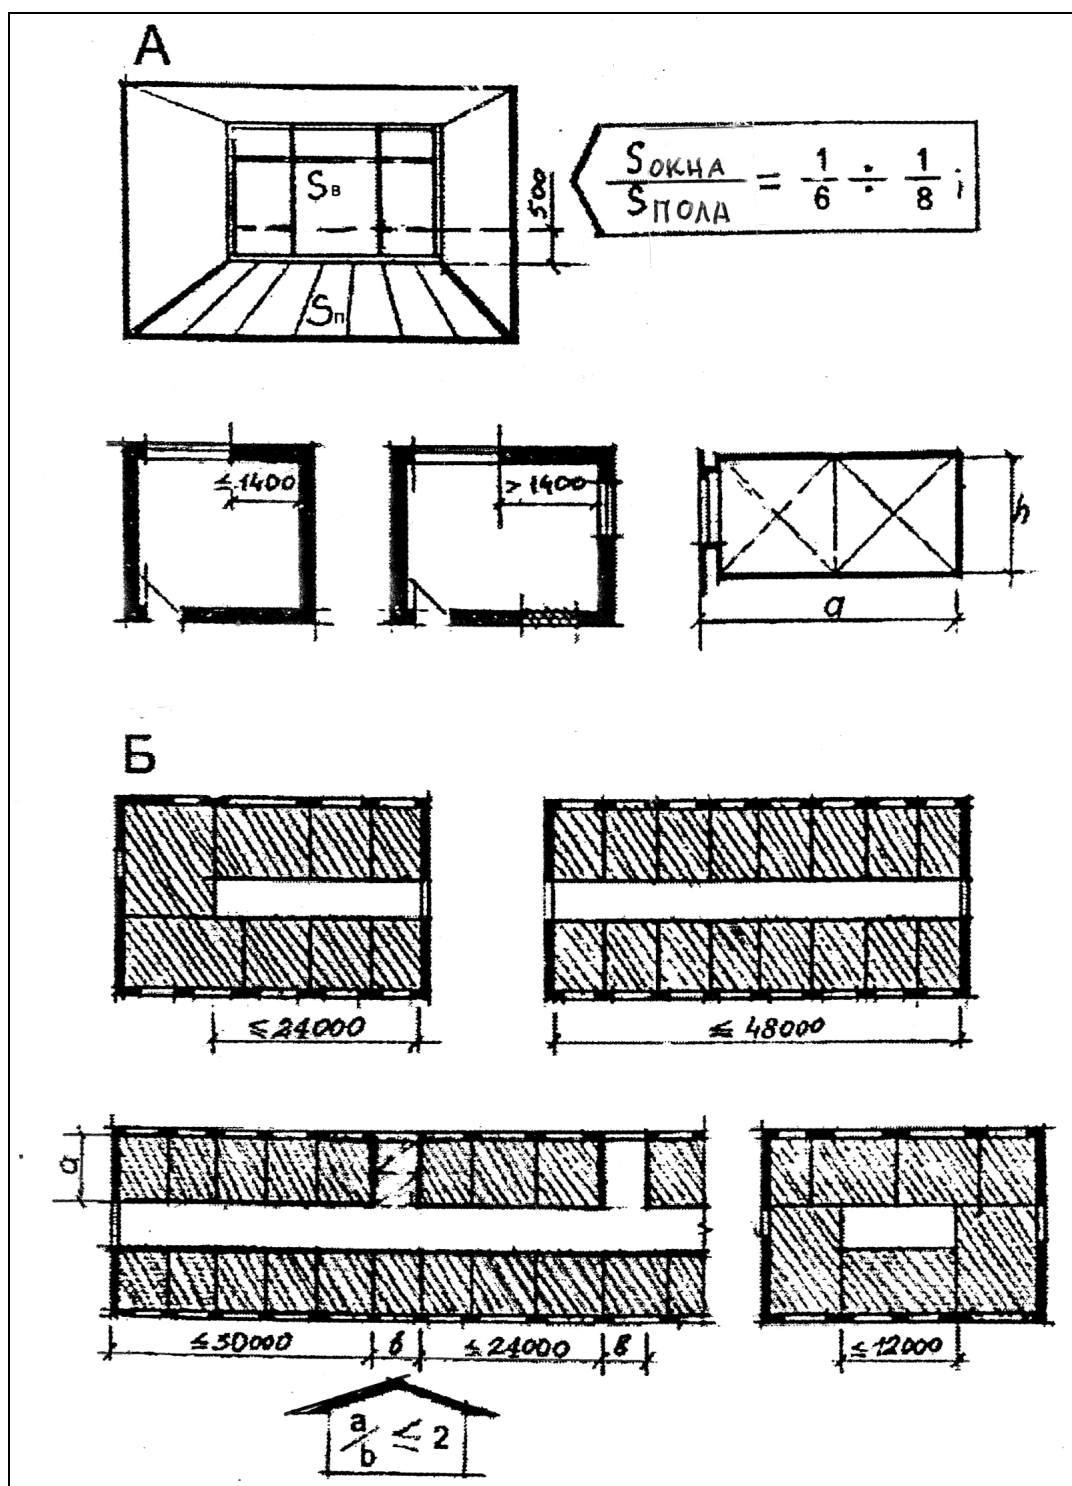 А
Sв
Sп
500
Sокна/Sпола = 1/6 ÷ 1/8 ;
≤ 1400
> 1400
h
a
Б
≤ 24000
≤ 48000
a
≤ 30000
в
≤ 24000
в
≤ 12000
a/b ≤ 2